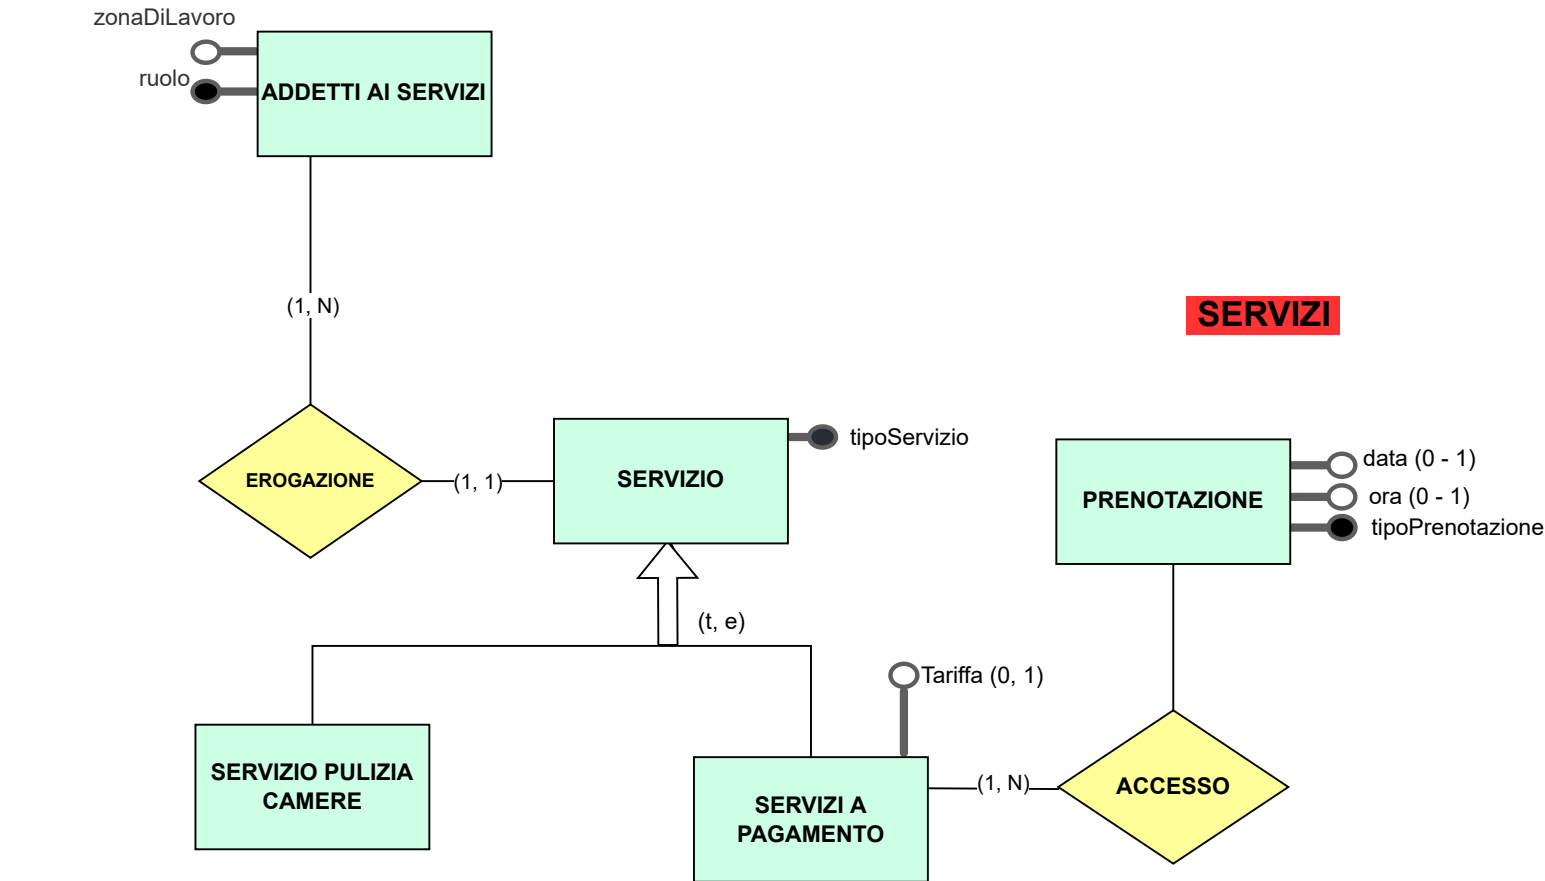 zonaDiLavoro
ruolo
ADDETTI AI SERVIZI
(1, N)
SERVIZI
EROGAZIONE
(1, 1)
SERVIZIO
tipoServizio
PRENOTAZIONE
data (0 - 1)
ora (0 - 1)
tipoPrenotazione
(t, e)
Tariffa (0, 1)
SERVIZIO PULIZIA
CAMERE
SERVIZI A
PAGAMENTO
(1, N)
ACCESSO